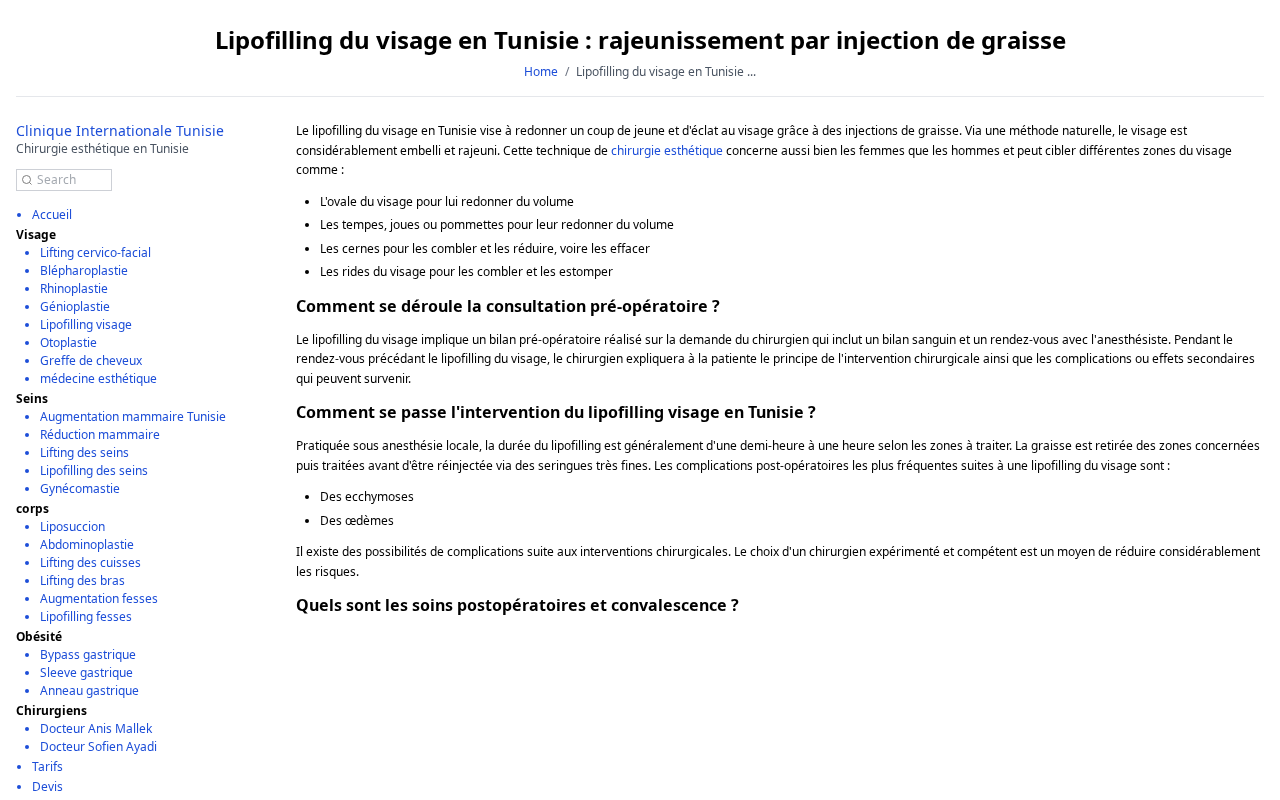 Lipofilling du visage en Tunisie : rajeunissement par injection de graisse
Home / Lipofilling du visage en Tunisie ...
Clinique Internationale Tunisie
Chirurgie esthétique en Tunisie
Search
Accueil
Visage
Lifting cervico-facial
Blépharoplastie
Rhinoplastie
Génioplastie
Lipofilling visage
Otoplastie
Greffe de cheveux
médecine esthétique
Seins
Augmentation mammaire Tunisie
Réduction mammaire
Lifting des seins
Lipofilling des seins
Gynécomastie
corps
Liposuccion
Abdominoplastie
Lifting des cuisses
Lifting des bras
Augmentation fesses
Lipofilling fesses
Obésité
Bypass gastrique
Sleeve gastrique
Anneau gastrique
Chirurgiens
Docteur Anis Mallek
Docteur Sofien Ayadi
Tarifs
Devis
Le lipofilling du visage en Tunisie vise à redonner un coup de jeune et d'éclat au visage grâce à des injections de graisse. Via une méthode naturelle, le visage est
considérablement embelli et rajeuni. Cette technique de chirurgie esthétique concerne aussi bien les femmes que les hommes et peut cibler différentes zones du visage
comme :
L'ovale du visage pour lui redonner du volume
Les tempes, joues ou pommettes pour leur redonner du volume
Les cernes pour les combler et les réduire, voire les effacer
Les rides du visage pour les combler et les estomper
Comment se déroule la consultation pré-opératoire ?
Le lipofilling du visage implique un bilan pré-opératoire réalisé sur la demande du chirurgien qui inclut un bilan sanguin et un rendez-vous avec l'anesthésiste. Pendant le
rendez-vous précédant le lipofilling du visage, le chirurgien expliquera à la patiente le principe de l'intervention chirurgicale ainsi que les complications ou effets secondaires
qui peuvent survenir.
Comment se passe l'intervention du lipofilling visage en Tunisie ?
Pratiquée sous anesthésie locale, la durée du lipofilling est généralement d'une demi-heure à une heure selon les zones à traiter. La graisse est retirée des zones concernées
puis traitées avant d'être réinjectée via des seringues très fines. Les complications post-opératoires les plus fréquentes suites à une lipofilling du visage sont :
Des ecchymoses
Des œdèmes
Il existe des possibilités de complications suite aux interventions chirurgicales. Le choix d'un chirurgien expérimenté et compétent est un moyen de réduire considérablement
les risques.
Quels sont les soins postopératoires et convalescence ?